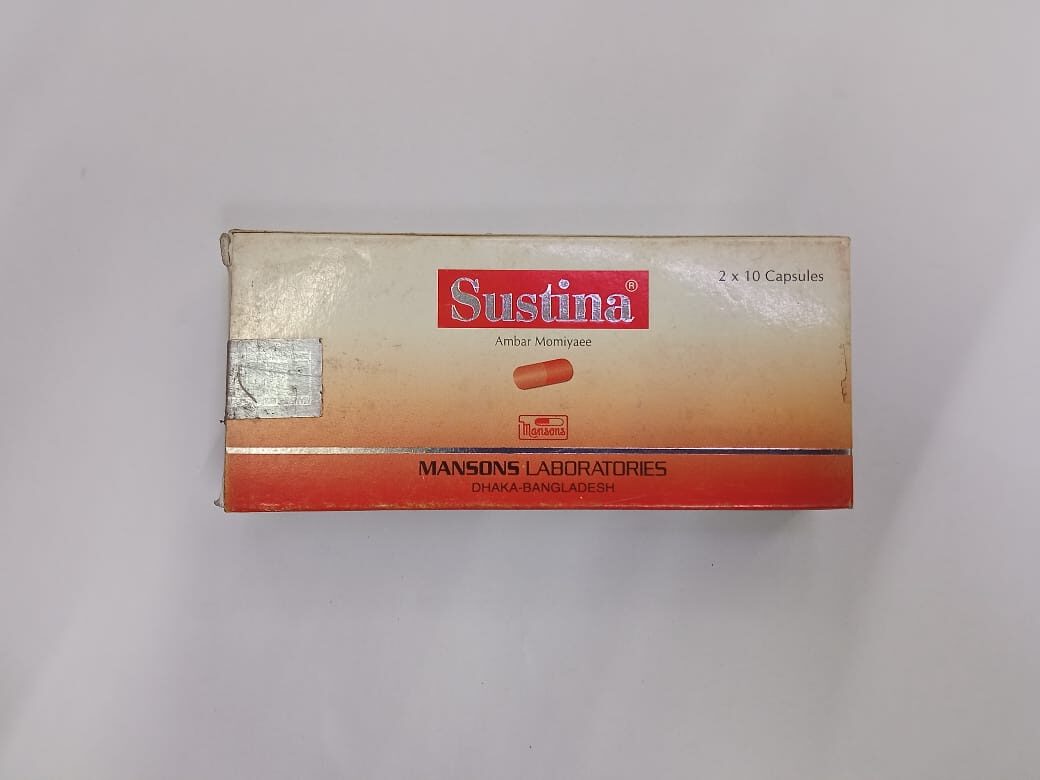 Sustina®
2 x 10 Capsules
Ambar Momiyaee
Mansons
MANSONS LABORATORIES
DHAKA-BANGLADESH